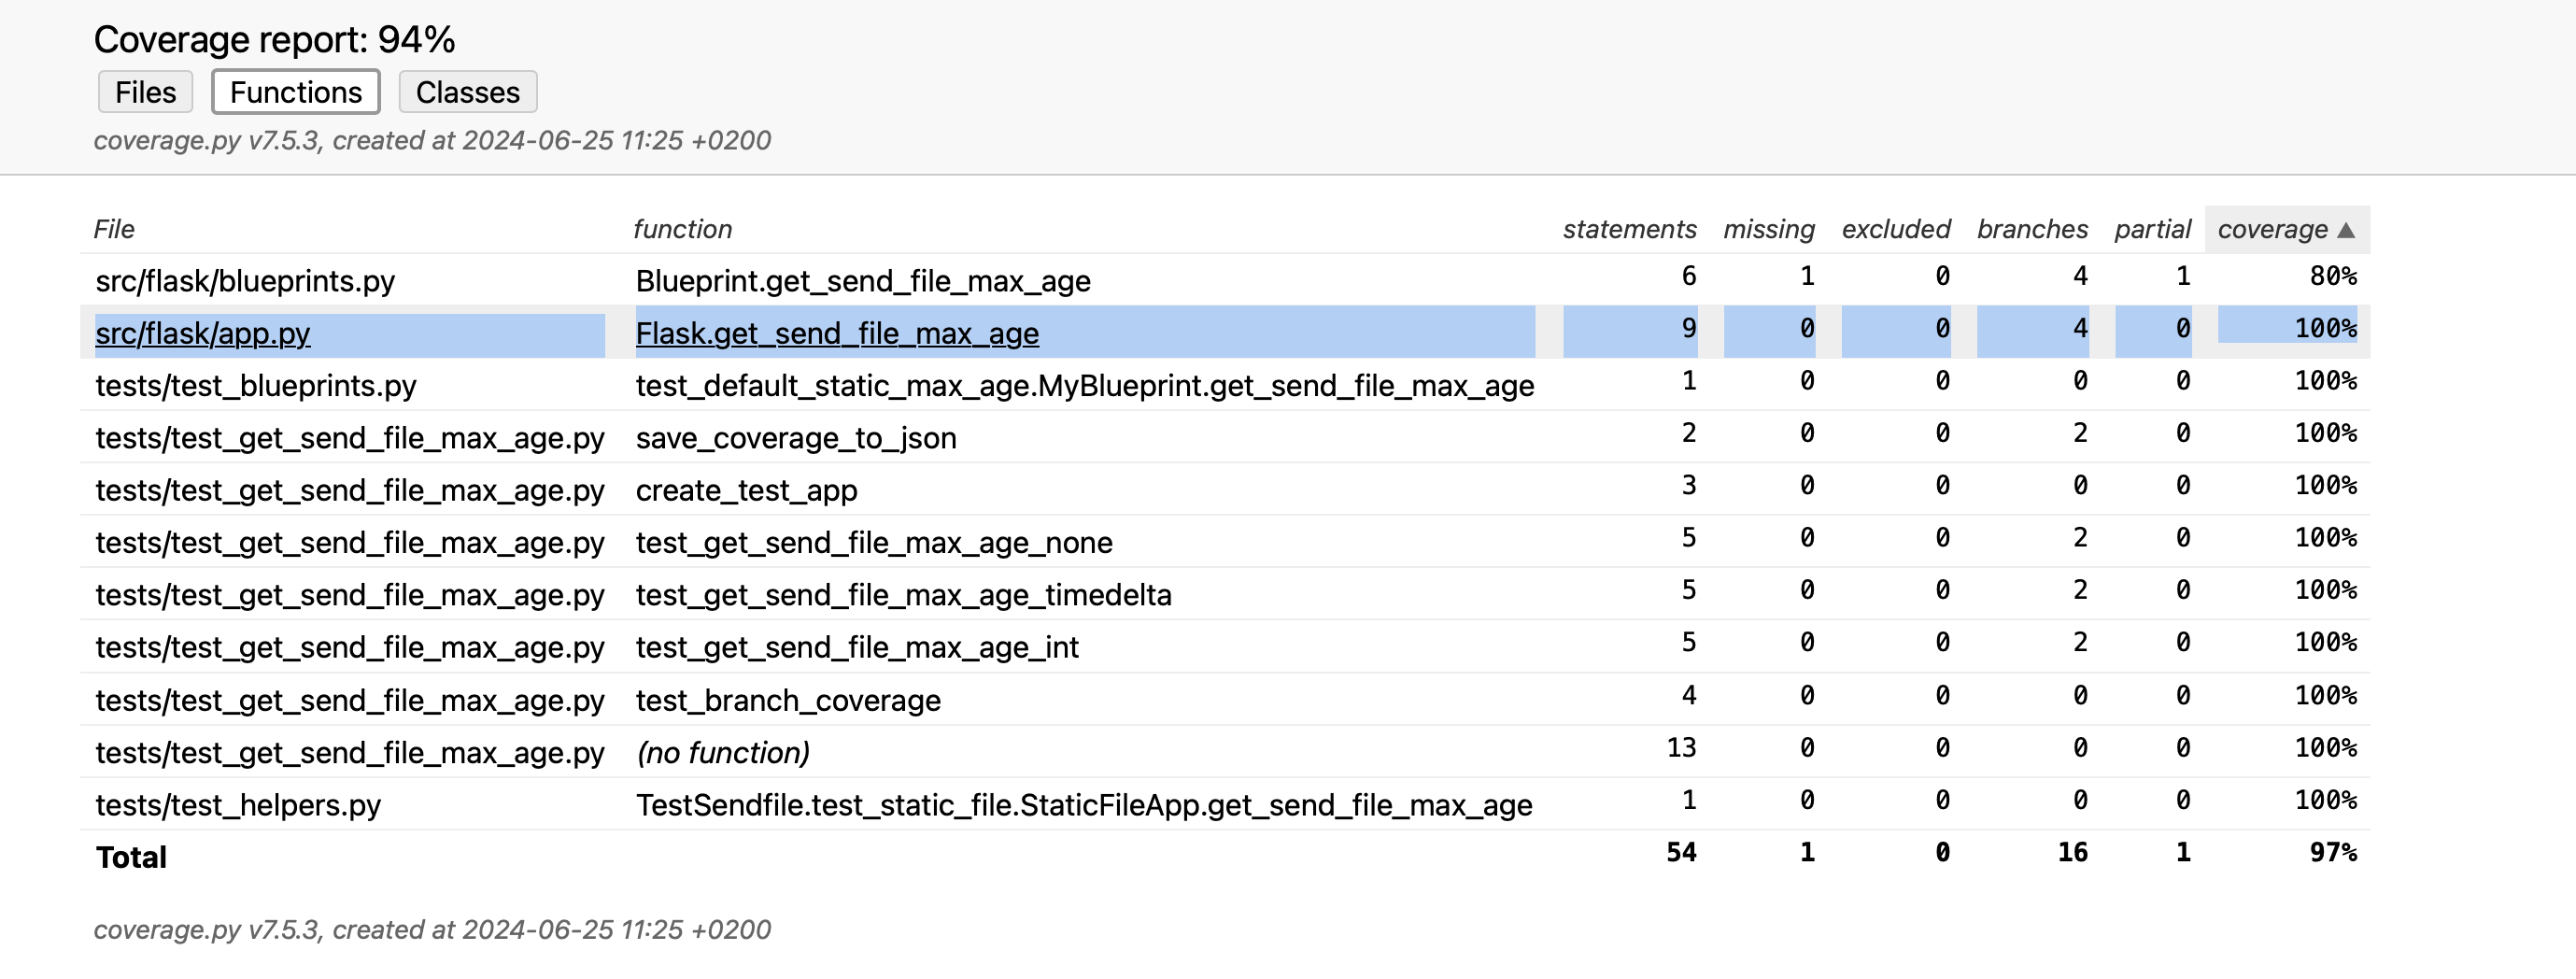 Coverage report: 94%
Files Functions Classes
coverage.py v7.5.3, created at 2024-06-25 11:25 +0200
File function statements missing excluded branches partial coverage ▲
src/flask/blueprints.py Blueprint.get_send_file_max_age 6 1 0 4 1 80%
src/flask/app.py Flask.get_send_file_max_age 9 0 0 4 0 100%
tests/test_blueprints.py test_default_static_max_age.MyBlueprint.get_send_file_max_age 1 0 0 0 0 100%
tests/test_get_send_file_max_age.py save_coverage_to_json 2 0 0 2 0 100%
tests/test_get_send_file_max_age.py create_test_app 3 0 0 0 0 100%
tests/test_get_send_file_max_age.py test_get_send_file_max_age_none 5 0 0 2 0 100%
tests/test_get_send_file_max_age.py test_get_send_file_max_age_timedelta 5 0 0 2 0 100%
tests/test_get_send_file_max_age.py test_get_send_file_max_age_int 5 0 0 2 0 100%
tests/test_get_send_file_max_age.py test_branch_coverage 4 0 0 0 0 100%
tests/test_get_send_file_max_age.py (no function) 13 0 0 0 0 100%
tests/test_helpers.py TestSendfile.test_static_file.StaticFileApp.get_send_file_max_age 1 0 0 0 0 100%
Total 54 1 0 16 1 97%
coverage.py v7.5.3, created at 2024-06-25 11:25 +0200